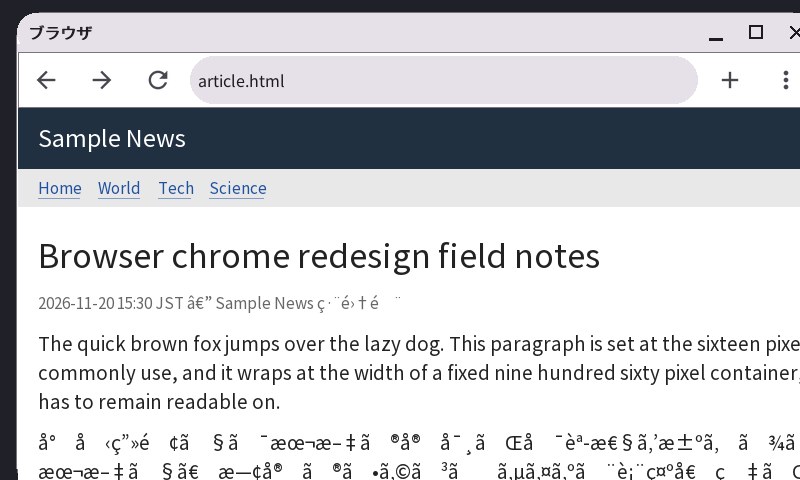 ブラウザ
article.html
Sample News
Home World Tech Science
Browser chrome redesign field notes
2026-11-20 15:30 JST â€” Sample News ç·¨é›†é ¨
The quick brown fox jumps over the lazy dog. This paragraph is set at the sixteen pixe
commonly use, and it wraps at the width of a fixed nine hundred sixty pixel container,
has to remain readable on.